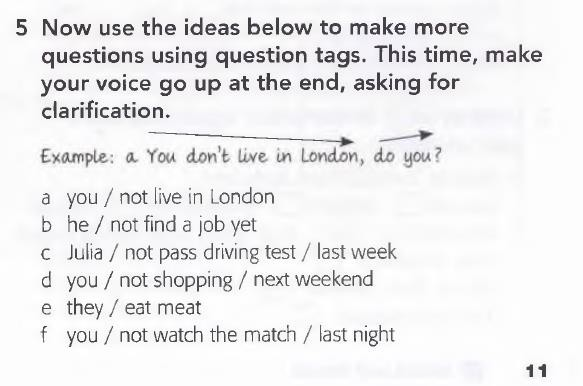 5 Now use the ideas below to make more
questions using question tags. This time, make
your voice go up at the end, asking for
clarification.
Example: a You don't live in London, do you?
a you / not live in London
b he / not find a job yet
c Julia / not pass driving test / last week
d you / not shopping / next weekend
e they / eat meat
f you / not watch the match / last night
11